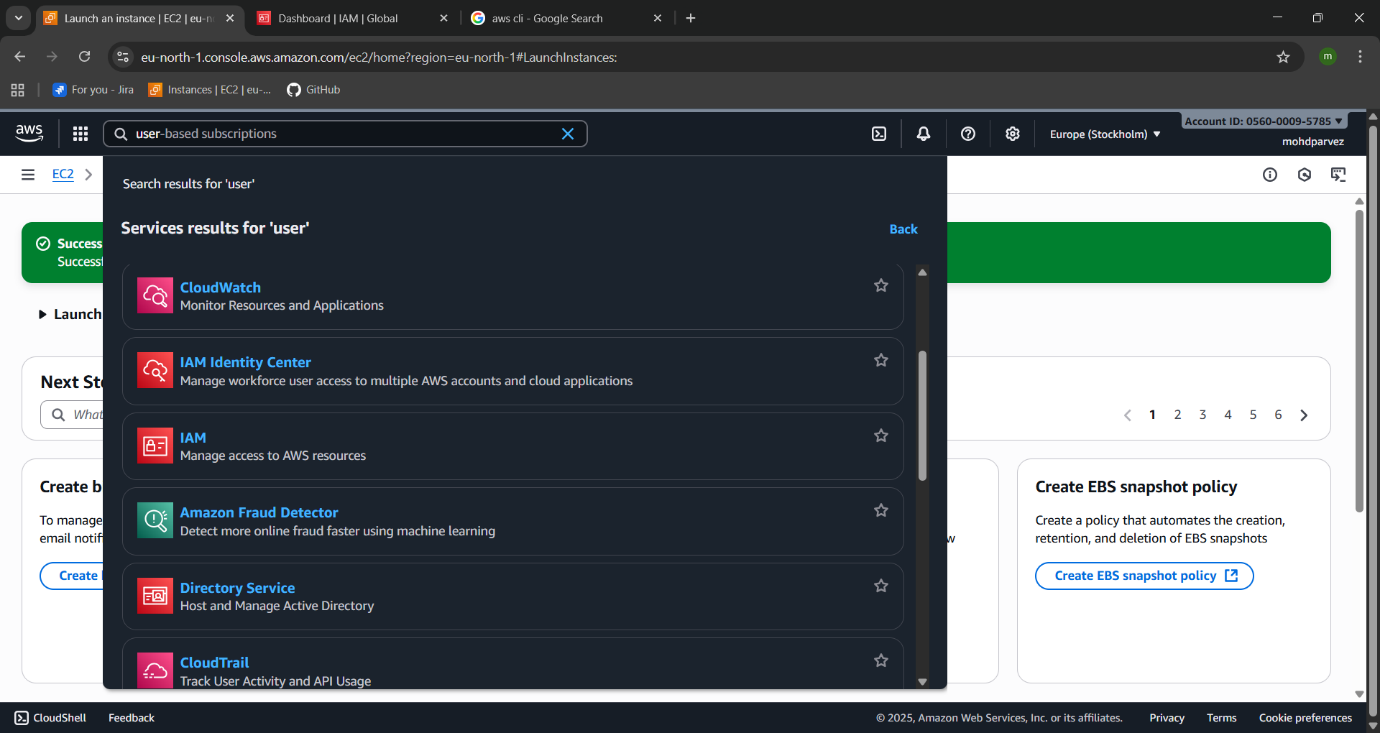 Launch an instance | EC2 | eu-n
Dashboard | IAM | Global
aws cli - Google Search
eu-north-1.console.aws.amazon.com/ec2/home?region=eu-north-1#LaunchInstances:
m
For you - Jira
Instances | EC2 | eu-...
GitHub
aws
user-based subscriptions
Europe (Stockholm)
Account ID: 0560-0009-5785
mohdparvez
EC2
Search results for 'user'
Services results for 'user'
Back
CloudWatch
Monitor Resources and Applications
IAM Identity Center
Manage workforce user access to multiple AWS accounts and cloud applications
IAM
Manage access to AWS resources
Amazon Fraud Detector
Detect more online fraud faster using machine learning
Directory Service
Host and Manage Active Directory
CloudTrail
Track User Activity and API Usage
Success
Successf
Launch
Next Ste
What
1 2 3 4 5 6
Create b
To manage
email notifi
Create
w
Create EBS snapshot policy
Create a policy that automates the creation,
retention, and deletion of EBS snapshots
Create EBS snapshot policy
CloudShell
Feedback
© 2025, Amazon Web Services, Inc. or its affiliates.
Privacy
Terms
Cookie preferences